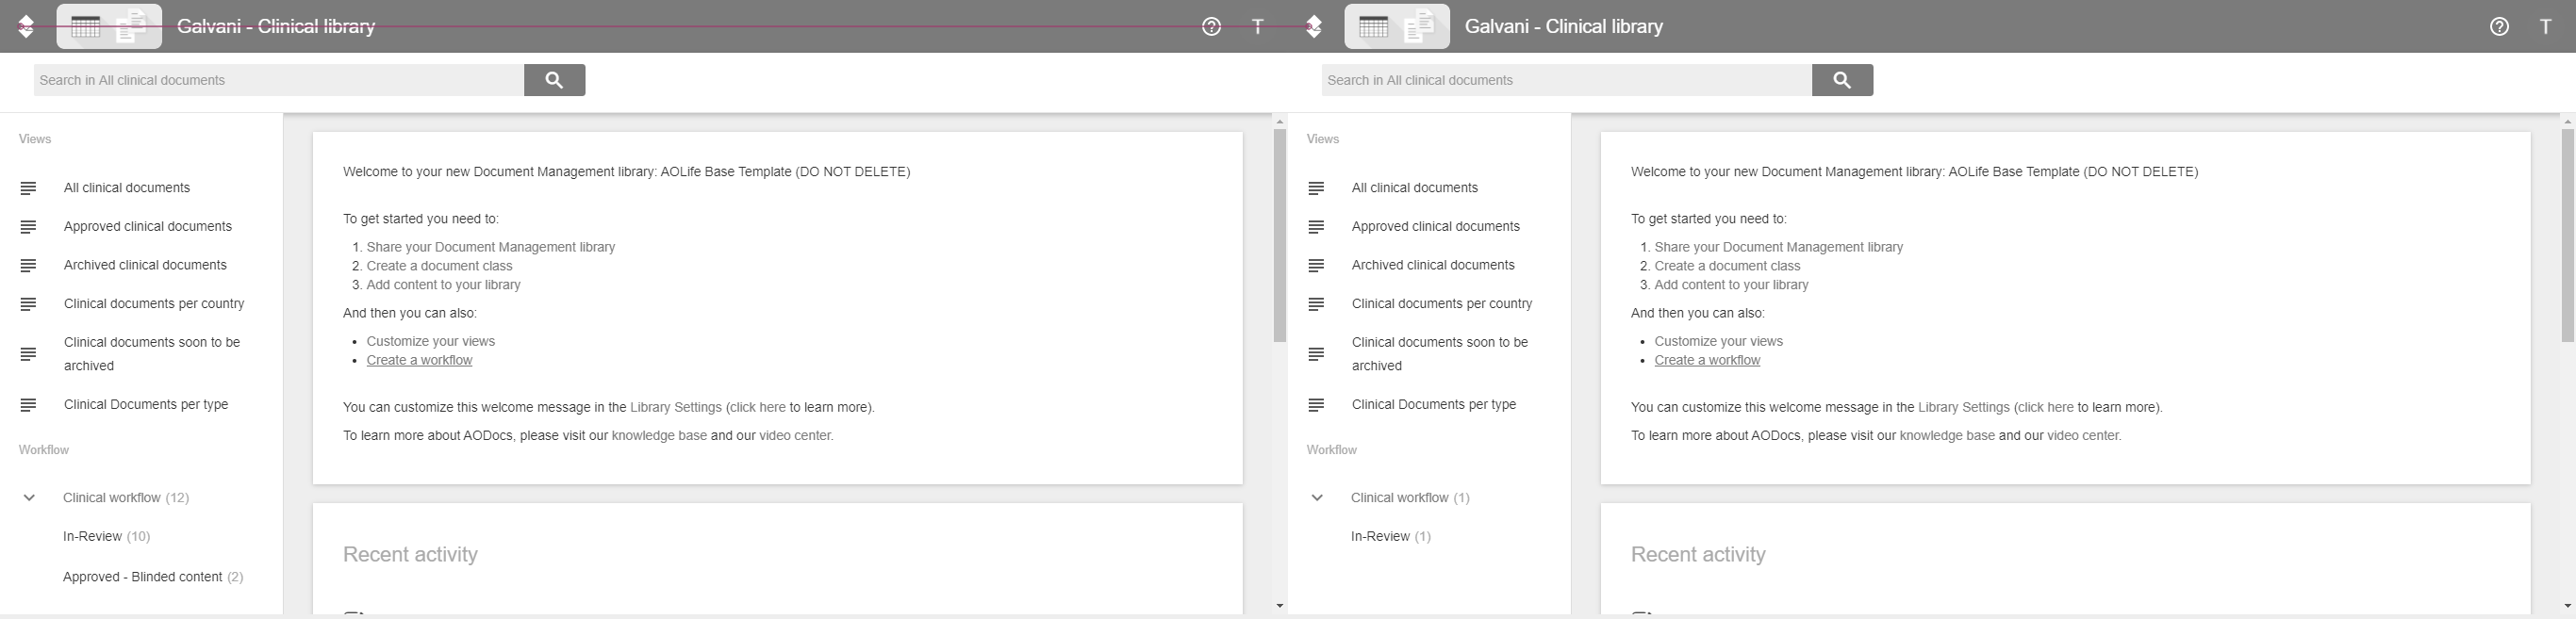 Galvani - Clinical library
T
Search in All clinical documents
Views
All clinical documents
Approved clinical documents
Archived clinical documents
Clinical documents per country
Clinical documents soon to be
archived
Clinical Documents per type
Workflow
Clinical workflow (12)
In-Review (10)
Approved - Blinded content (2)
Welcome to your new Document Management library: AOLife Base Template (DO NOT DELETE)
To get started you need to:
1. Share your Document Management library
2. Create a document class
3. Add content to your library
And then you can also:
• Customize your views
• Create a workflow
You can customize this welcome message in the Library Settings (click here to learn more).
To learn more about AODocs, please visit our knowledge base and our video center.
Recent activity
Galvani - Clinical library
T
Search in All clinical documents
Views
All clinical documents
Approved clinical documents
Archived clinical documents
Clinical documents per country
Clinical documents soon to be
archived
Clinical Documents per type
Workflow
Clinical workflow (1)
In-Review (1)
Welcome to your new Document Management library: AOLife Base Template (DO NOT DELETE)
To get started you need to:
1. Share your Document Management library
2. Create a document class
3. Add content to your library
And then you can also:
• Customize your views
• Create a workflow
You can customize this welcome message in the Library Settings (click here to learn more).
To learn more about AODocs, please visit our knowledge base and our video center.
Recent activity